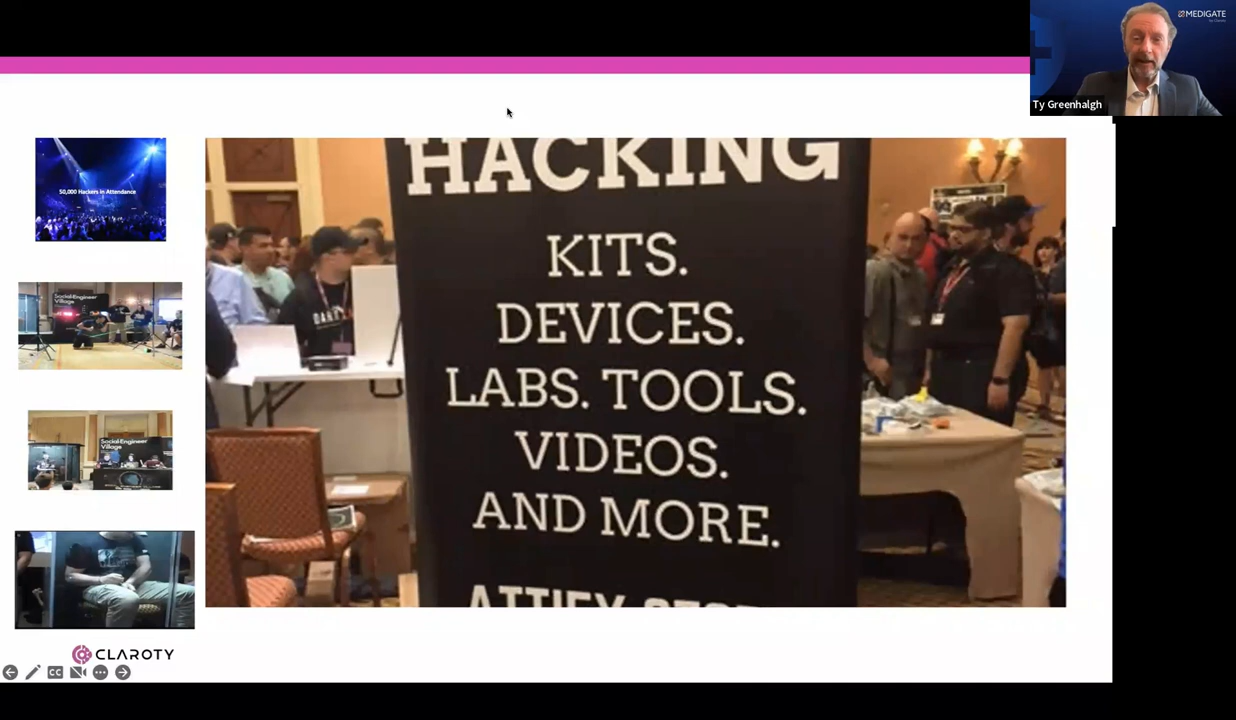 MEDIGATE
Ty Greenhalgh
50,000 Hackers in Attendance
Social-Engineer
Village
Social-Engineer
Village
HACKING
KITS.
DEVICES.
LABS. TOOLS.
VIDEOS.
AND MORE.
CLAROTY
CC